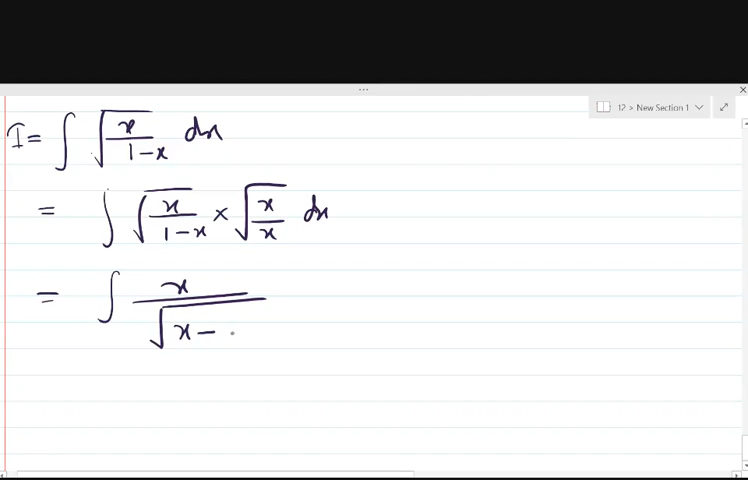 12 > New Section 1
I = ∫ √(x/(1-x)) dx
= ∫ √(x/(1-x)) × √(x/x) dx
= ∫ x/√(x -